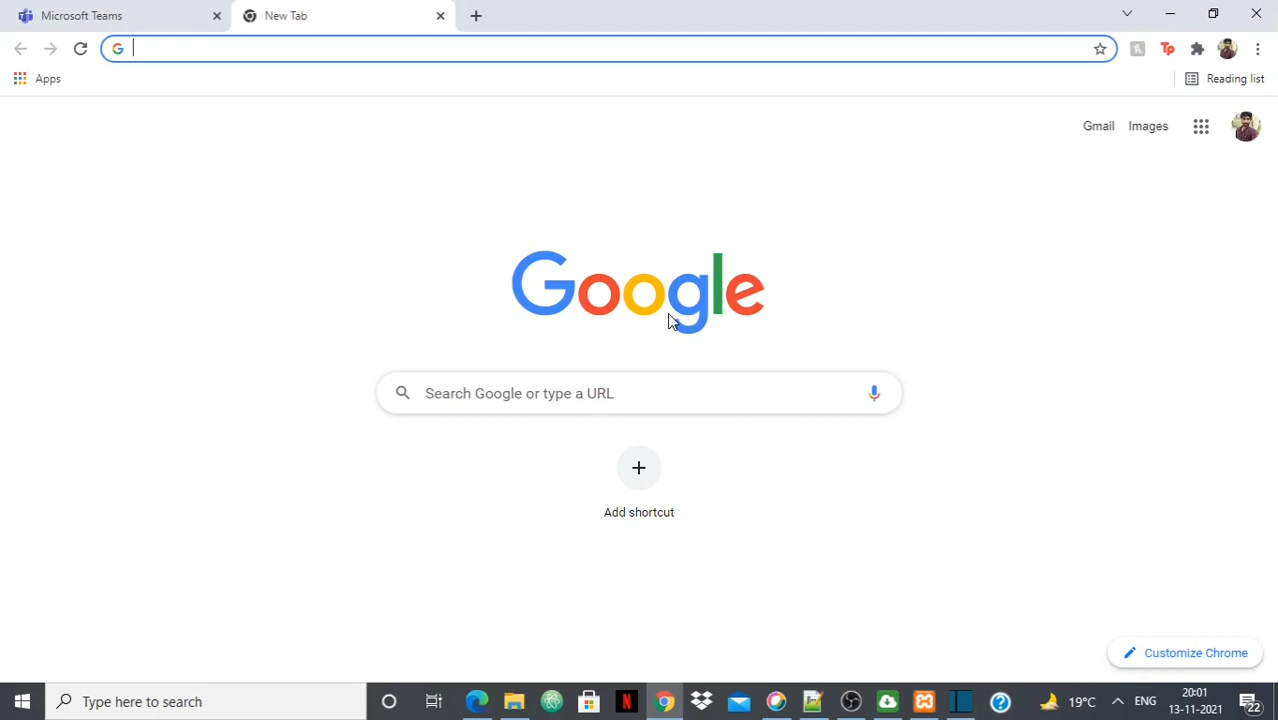 Microsoft Teams
New Tab
Apps
Reading list
Gmail
Images
Google
Search Google or type a URL
Add shortcut
Customize Chrome
Type here to search
19°C
ENG
20:01
13-11-2021
22